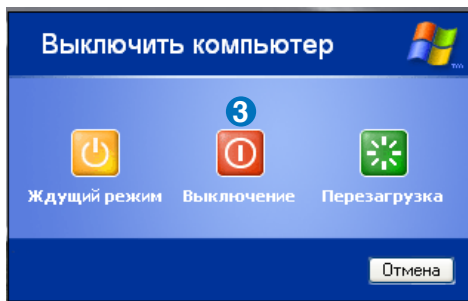 Выключить компьютер
3
Ждущий режим Выключение Перезагрузка
Отмена